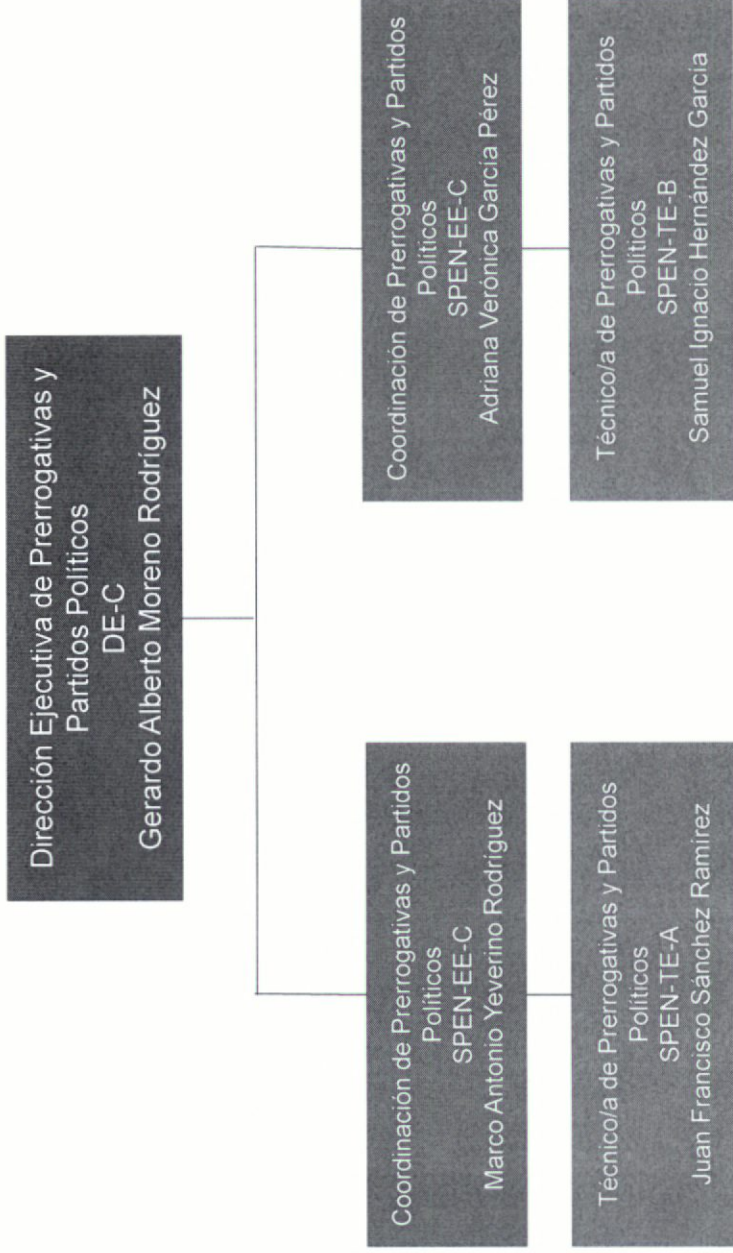 Dirección Ejecutiva de Prerrogativas y
Partidos Políticos
DE-C
Gerardo Alberto Moreno Rodríguez
Coordinación de Prerrogativas y Partidos
Políticos
SPEN-EE-C
Marco Antonio Yeverino Rodríguez
Coordinación de Prerrogativas y Partidos
Políticos
SPEN-EE-C
Adriana Verónica García Pérez
Técnico/a de Prerrogativas y Partidos
Políticos
SPEN-TE-A
Juan Francisco Sánchez Ramírez
Técnico/a de Prerrogativas y Partidos
Políticos
SPEN-TE-B
Samuel Ignacio Hernández Garcia